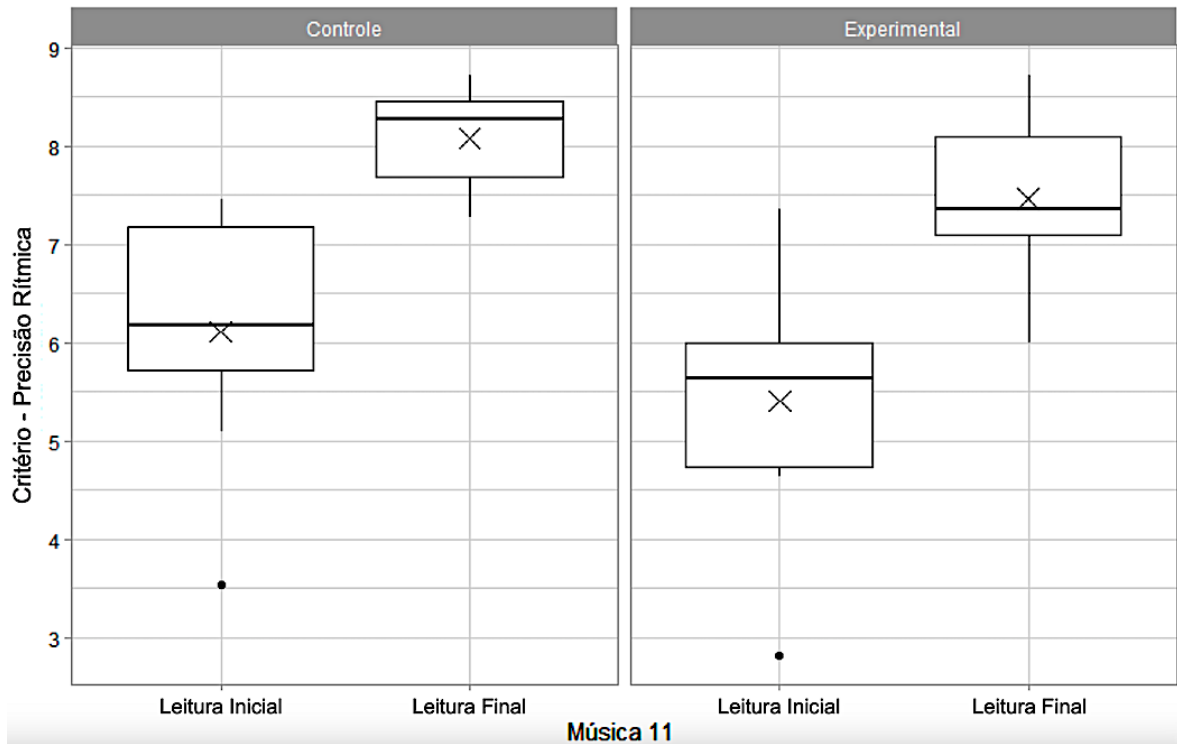 Controle
Experimental
Critério - Precisão Rítmica
9
8
7
6
5
4
3
Leitura Inicial
Leitura Final
Leitura Inicial
Leitura Final
Música 11